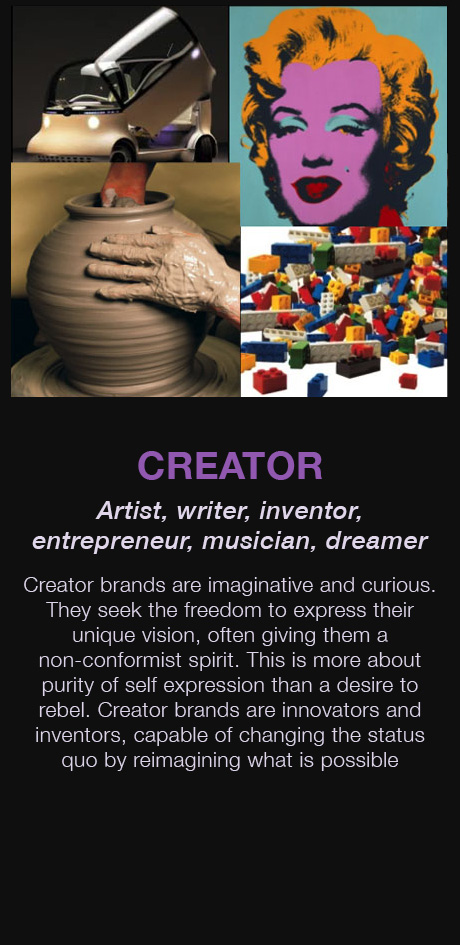 CREATOR
Artist, writer, inventor,
entrepreneur, musician, dreamer
Creator brands are imaginative and curious.
They seek the freedom to express their
unique vision, often giving them a
non-conformist spirit. This is more about
purity of self expression than a desire to
rebel. Creator brands are innovators and
inventors, capable of changing the status
quo by reimagining what is possible